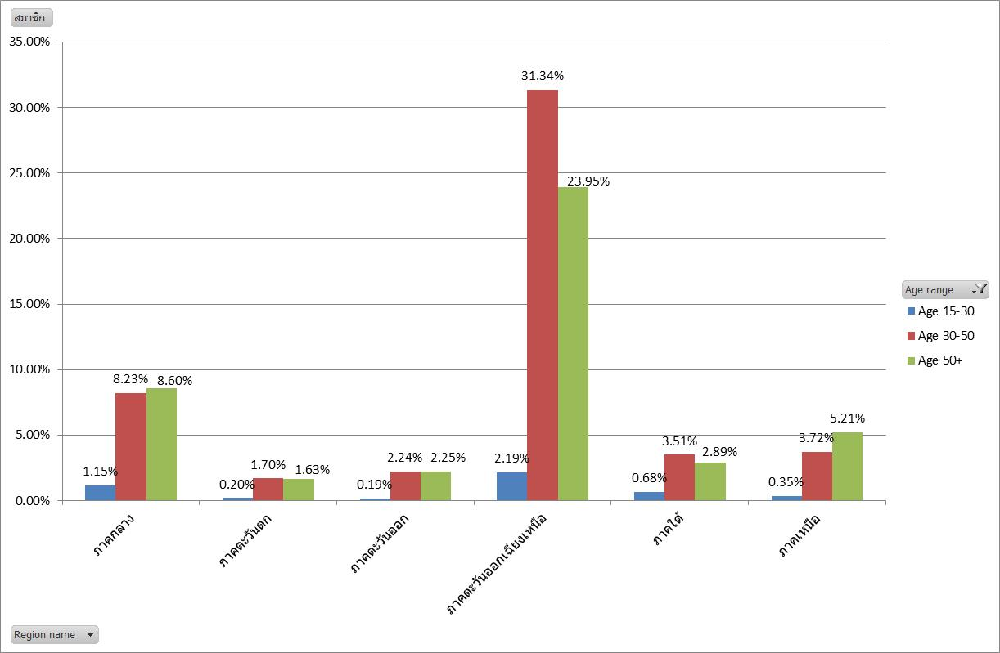 สมาชิก
35.00%
30.00%
25.00%
20.00%
15.00%
10.00%
5.00%
0.00%
1.15%
8.23%
8.60%
0.20%
1.70%
1.63%
0.19%
2.24%
2.25%
2.19%
31.34%
23.95%
0.68%
3.51%
2.89%
0.35%
3.72%
5.21%
ภาคกลาง
ภาคตะวันตก
ภาคตะวันออก
ภาคตะวันออกเฉียงเหนือ
ภาคใต้
ภาคเหนือ
Age range
Age 15-30
Age 30-50
Age 50+
Region name